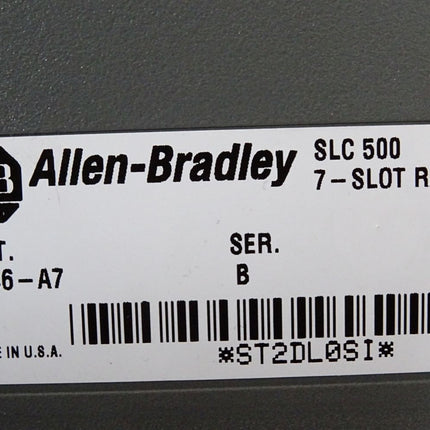 Allen-Bradley SLC 500
7-SLOT R
T. SER.
6-A7 B
E IN U.S.A.
*ST2DL0SI*